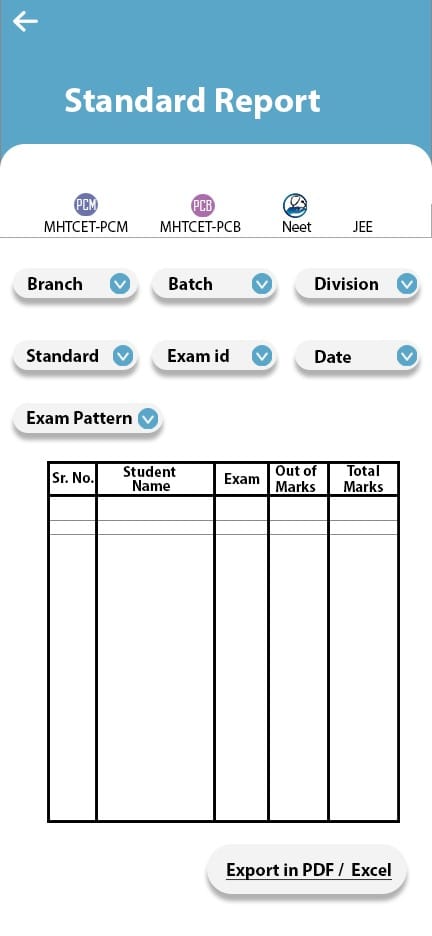 Standard Report
PCM PCB
MHTCET-PCM MHTCET-PCB Neet JEE
Branch Batch Division
Standard Exam id Date
Exam Pattern
Sr. No. Student Name Exam Out of Marks Total Marks
Export in PDF / Excel